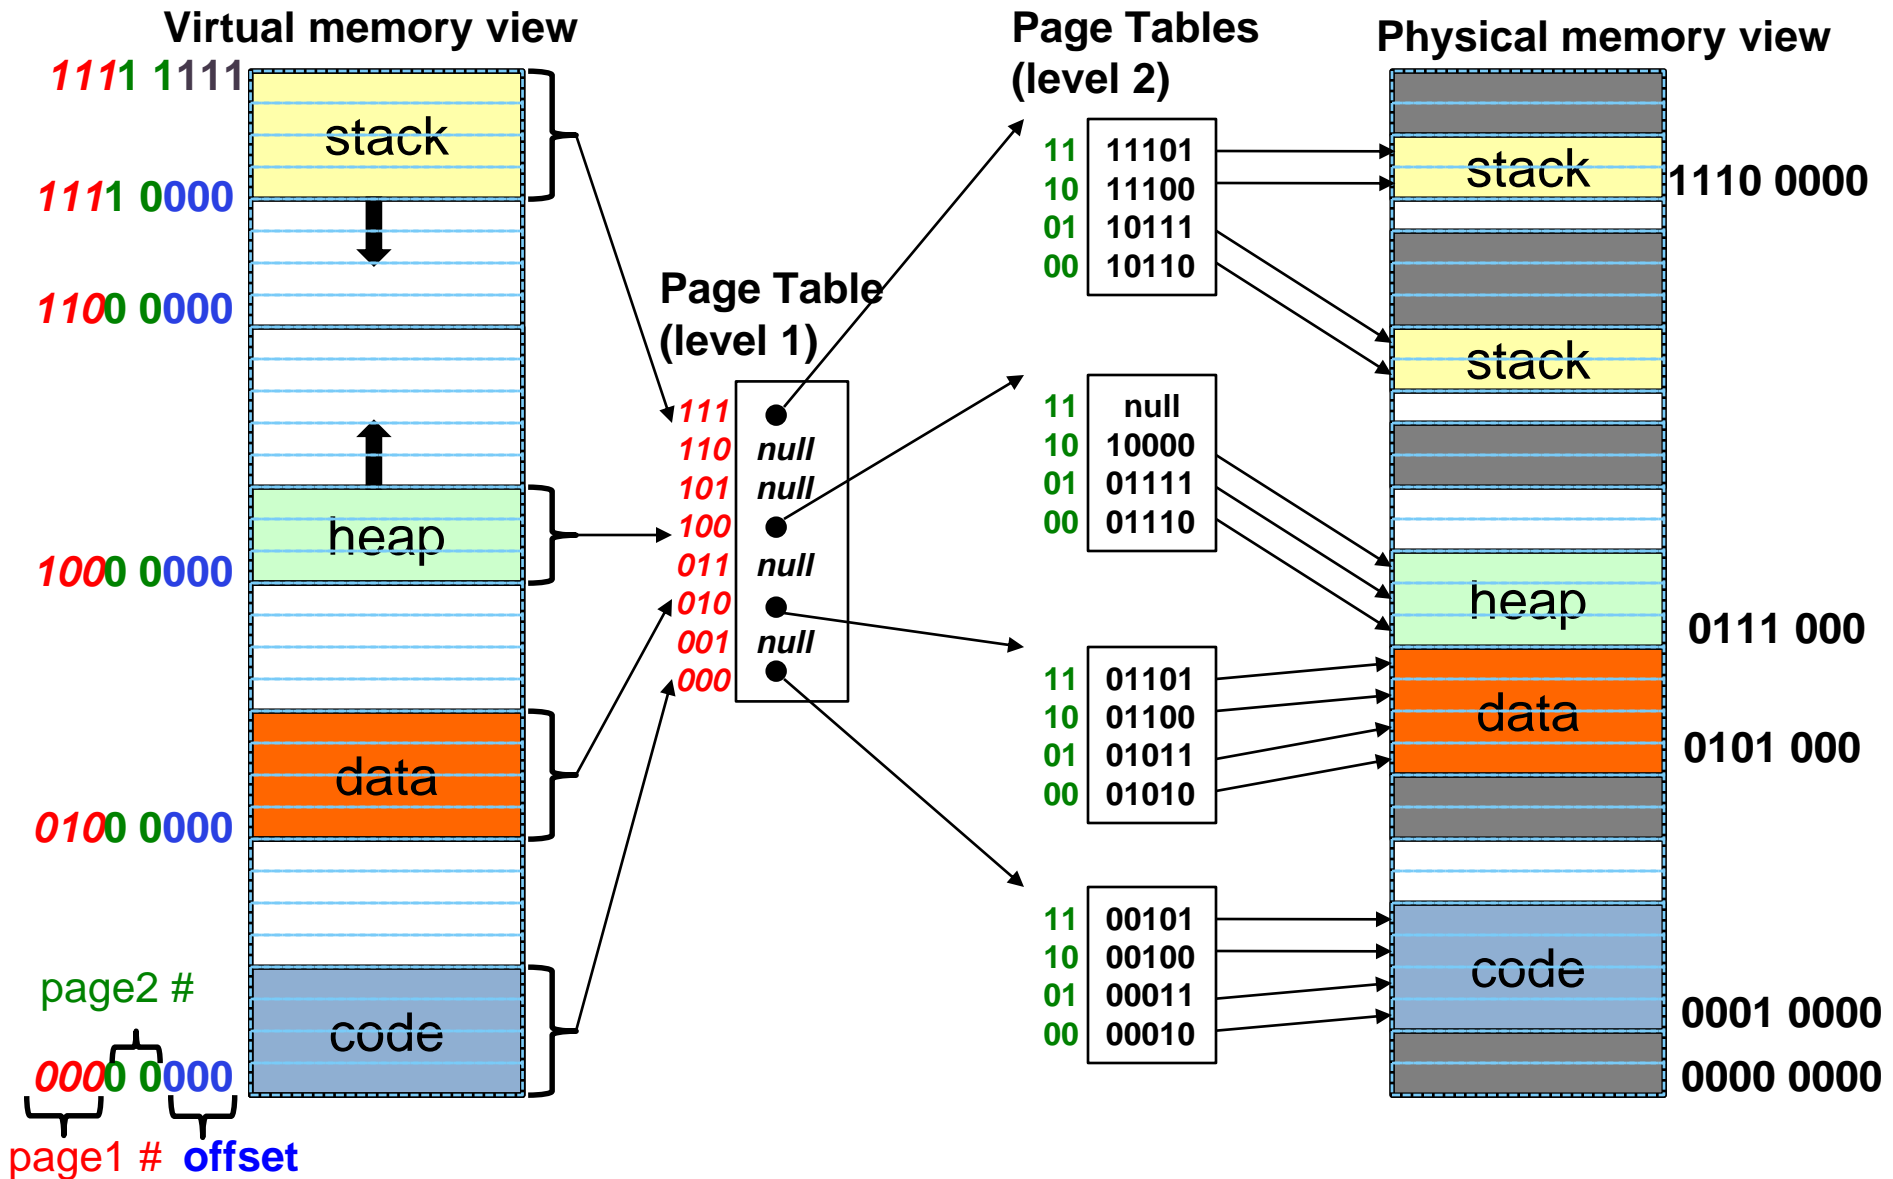 Virtual memory view
1111 1111
stack
1111 0000
1100 0000
heap
1000 0000
data
0100 0000
page2 #
code
0000 0000
page1 # offset
Page Table
(level 1)
111
110 null
101 null
100
011 null
010
001 null
000
Page Tables
(level 2)
11 11101
10 11100
01 10111
00 10110
11 null
10 10000
01 01111
00 01110
11 01101
10 01100
01 01011
00 01010
11 00101
10 00100
01 00011
00 00010
Physical memory view
stack
1110 0000
stack
heap
0111 000
data
0101 000
code
0001 0000
0000 0000